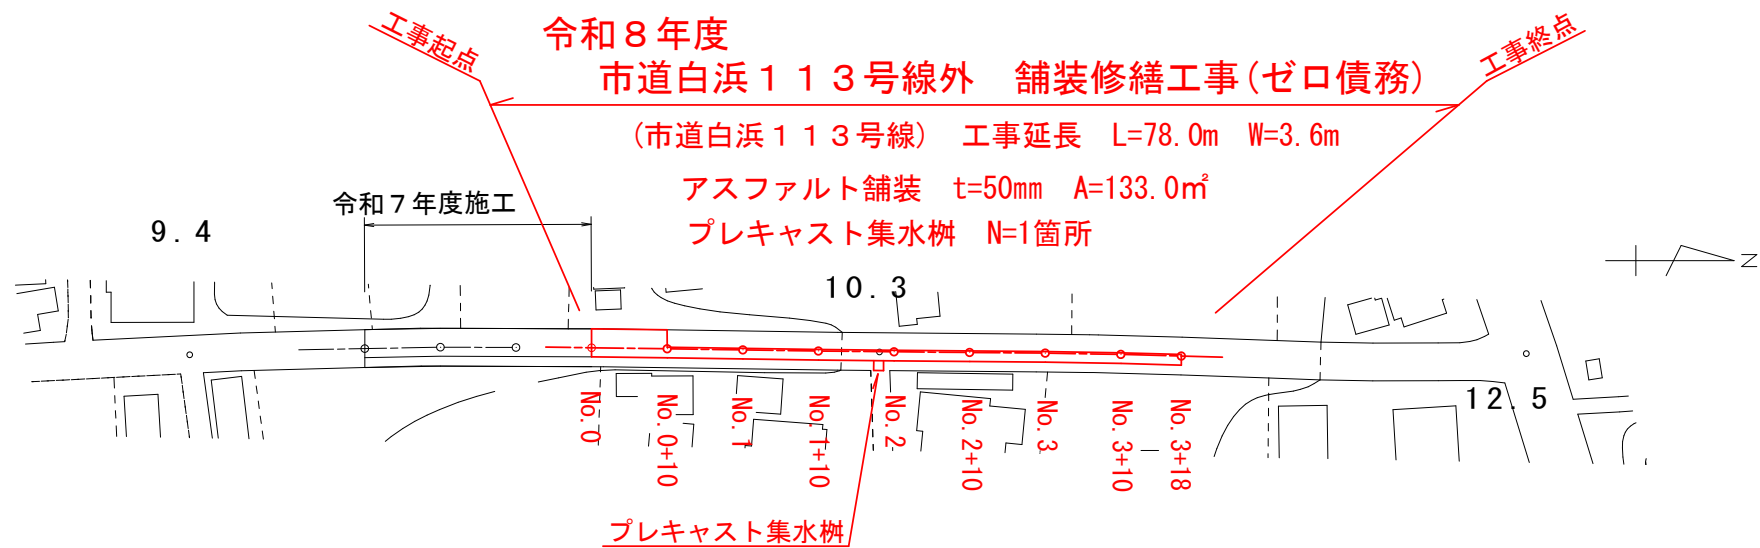 工事起点
令和８年度
工事終点
市道白浜１１３号線外　舗装修繕工事(ゼロ債務)
(市道白浜１１３号線)　工事延長　L=78.0m　W=3.6m
アスファルト舗装　t=50mm　A=133.0㎡
令和７年度施工
プレキャスト集水桝　N=1箇所
9.4
10.3
N
12.5
No.0
No.0+10
No.1
No.1+10
No.2
No.2+10
No.3
No.3+10
No.3+18
プレキャスト集水桝